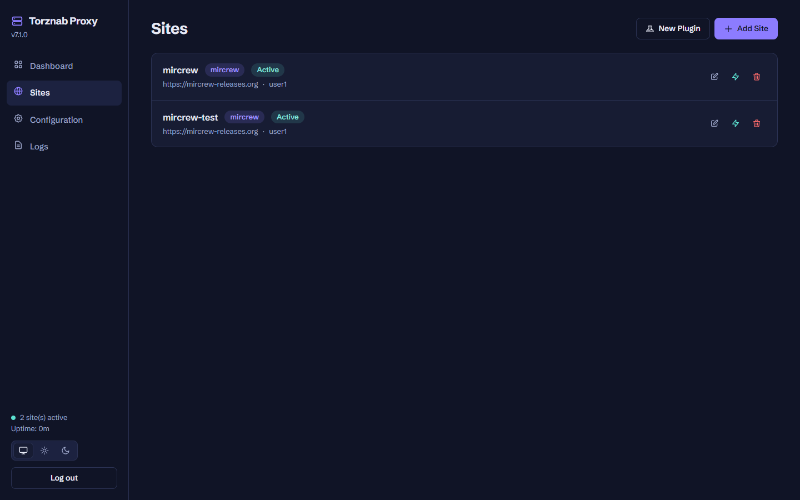 Torznab Proxy
v7.1.0
Dashboard
Sites
Configuration
Logs
2 site(s) active
Uptime: 0m
Log out
Sites
New Plugin
Add Site
mircrew mircrew Active
https://mircrew-releases.org · user1
mircrew-test mircrew Active
https://mircrew-releases.org · user1